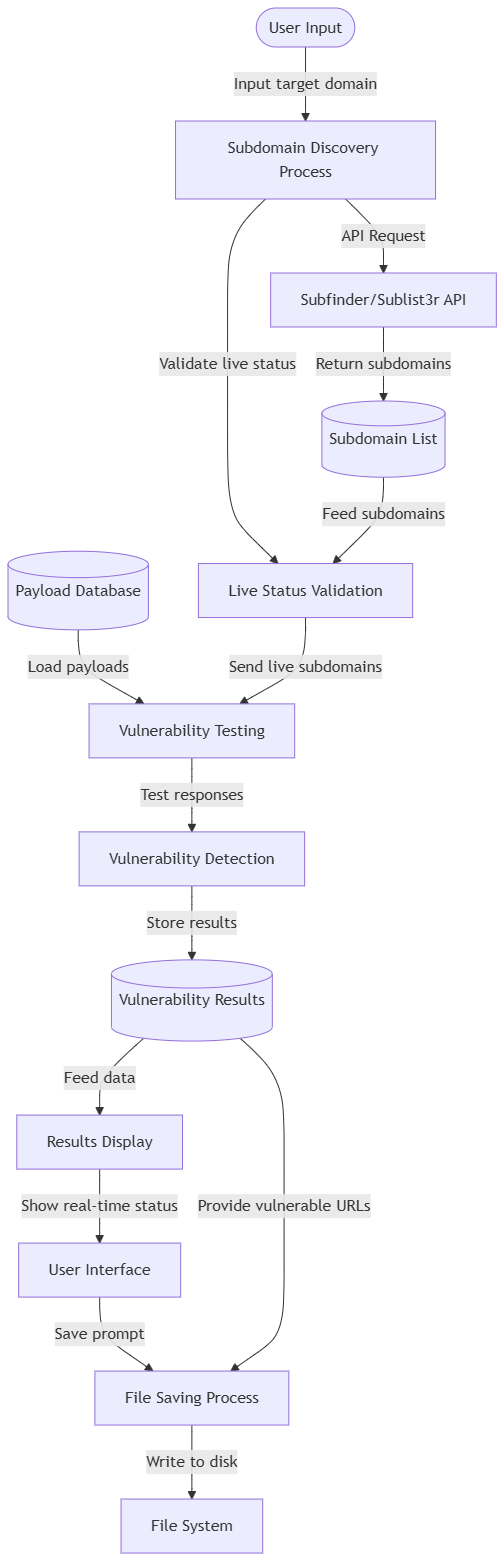 User Input
Input target domain
Subdomain Discovery
Process
API Request
Subfinder/Sublist3r API
Validate live status
Return subdomains
Subdomain List
Feed subdomains
Payload Database
Live Status Validation
Load payloads
Send live subdomains
Vulnerability Testing
Test responses
Vulnerability Detection
Store results
Vulnerability Results
Feed data
Results Display
Show real-time status
Provide vulnerable URLs
User Interface
Save prompt
File Saving Process
Write to disk
File System